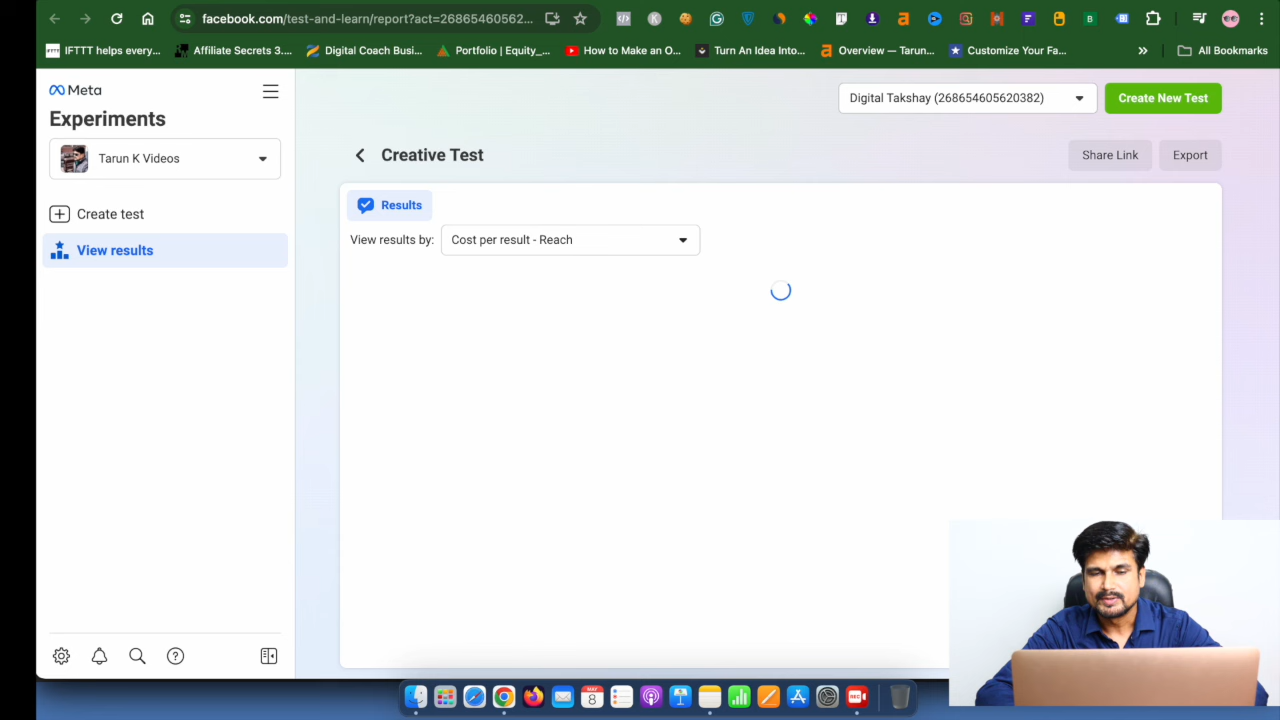 facebook.com/test-and-learn/report?act=26865460562...
IFTTT helps every...
Affiliate Secrets 3....
Digital Coach Busi...
Portfolio | Equity_...
How to Make an O...
Turn An Idea Into...
Overview — Tarun...
Customize Your Fa...
»
All Bookmarks
Meta
Experiments
Tarun K Videos
Create test
View results
Digital Takshay (268654605620382)
Create New Test
Creative Test
Share Link
Export
Results
View results by:
Cost per result - Reach
MAY
8
REC